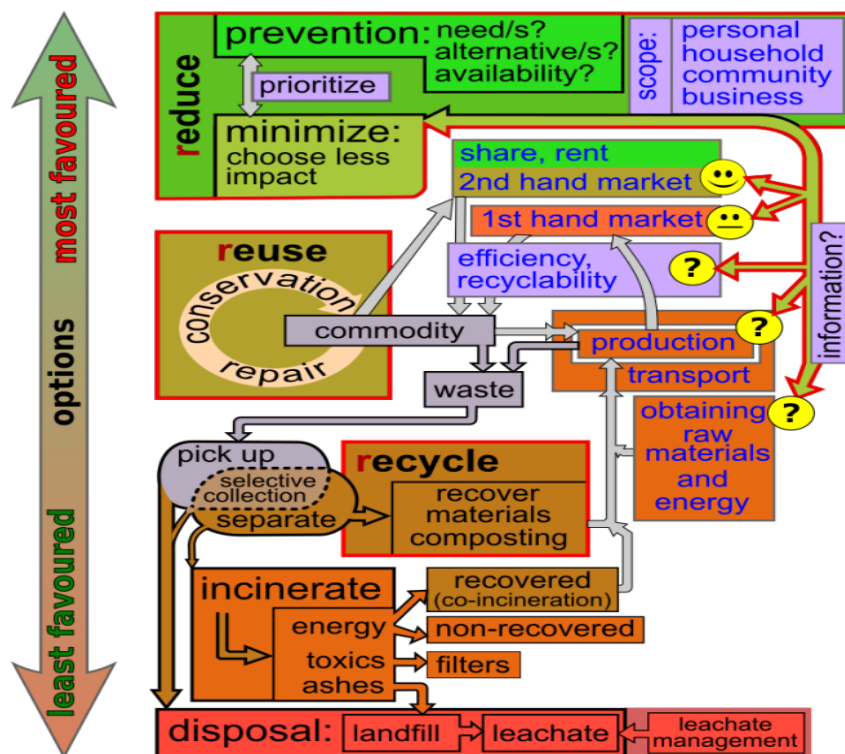 most favoured
options
least favoured
reduce
prevention:
need/s?
alternative/s?
availability?
prioritize
scope:
personal
household
community
business
minimize:
choose less
impact
share, rent
2nd hand market
1st hand market
efficiency,
recyclability
?
information?
reuse
conservation
repair
commodity
production
?
transport
waste
obtaining
raw
materials
and
energy
?
pick up
selective
collection
separate
recycle
recover
materials
composting
incinerate
energy
toxics
ashes
recovered
(co-incineration)
non-recovered
filters
disposal:
landfill
leachate
leachate
management